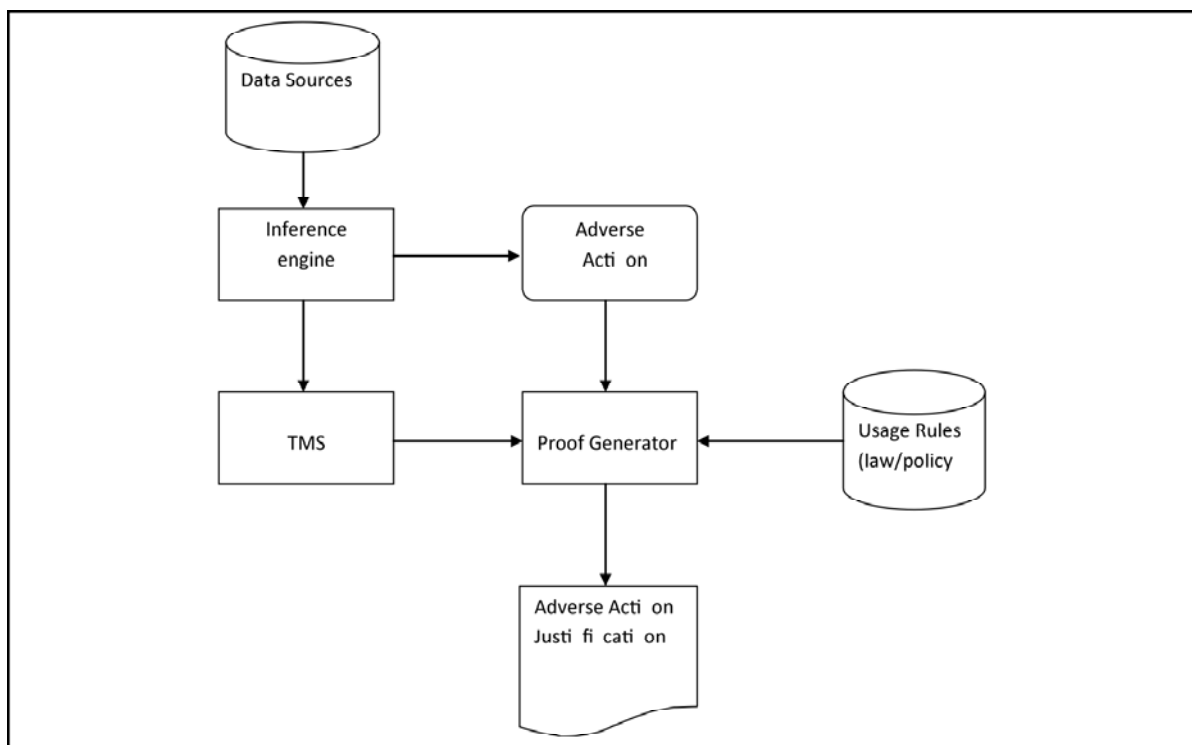 Data Sources
Inference
engine
Adverse
Acti on
TMS
Proof Generator
Usage Rules
(law/policy
Adverse Acti on
Justi fi cati on